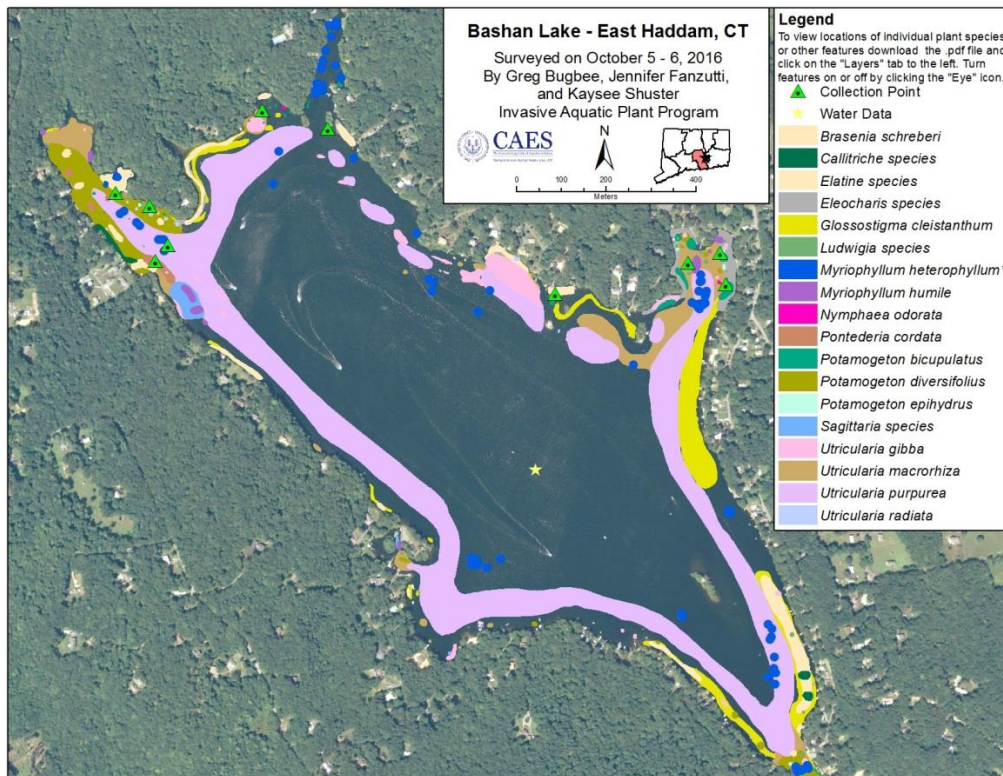 Bashan Lake - East Haddam, CT
Surveyed on October 5 - 6, 2016
By Greg Bugbee, Jennifer Fanzutti,
and Kaysee Shuster
Invasive Aquatic Plant Program
CAES
N
0 100 200 400
Meters
Legend
To view locations of individual plant species
or other features download the .pdf file and
click on the "Layers" tab to the left. Turn
features on or off by clicking the "Eye" icon.
Collection Point
Water Data
Brasenia schreberi
Callitriche species
Elatine species
Eleocharis species
Glossostigma cleistanthum
Ludwigia species
Myriophyllum heterophyllum*
Myriophyllum humile
Nymphaea odorata
Pontederia cordata
Potamogeton bicupulatus
Potamogeton diversifolius
Potamogeton epihydrus
Sagittaria species
Utricularia gibba
Utricularia macrorhiza
Utricularia purpurea
Utricularia radiata